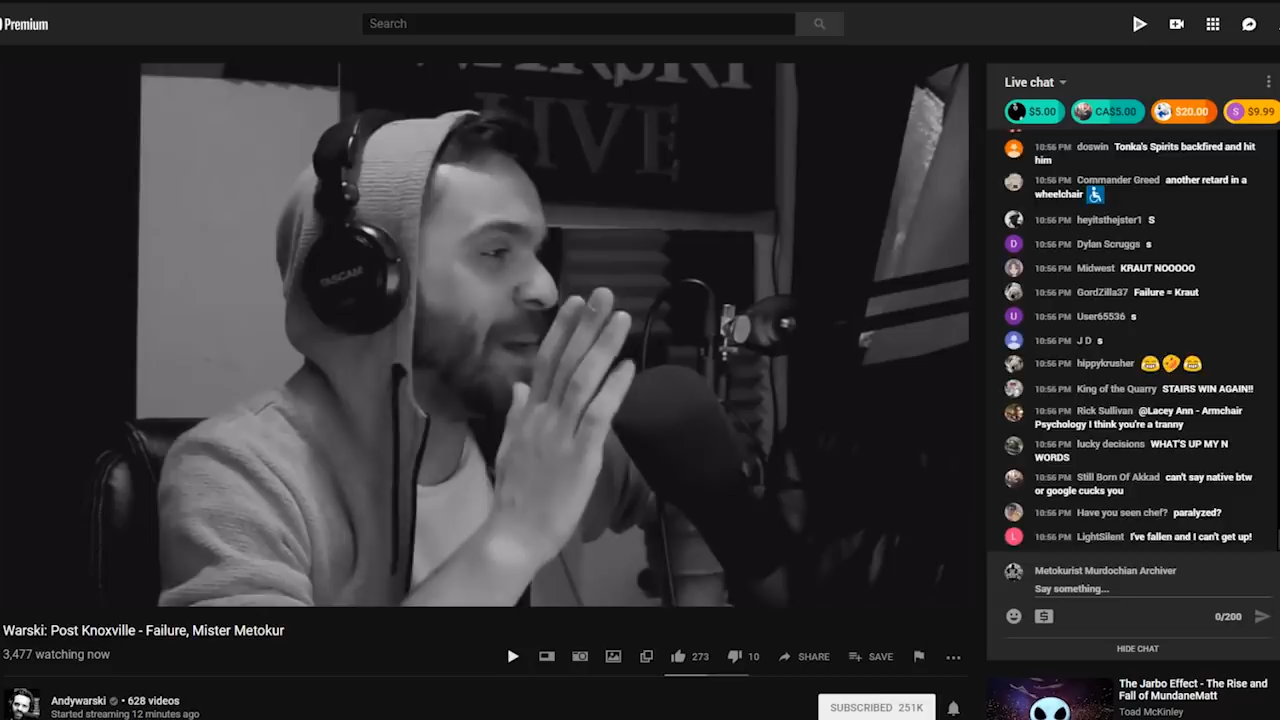 Premium
Search
WARSKI
LIVE
TASCAM
Live chat
$5.00
CA$5.00
$20.00
S
$9.99
10:56 PM doswin Tonka's Spirits backfired and hit
him
10:56 PM Commander Greed another retard in a
wheelchair
10:56 PM heyitsthejster1 S
D
10:56 PM Dylan Scruggs s
10:56 PM Midwest KRAUT NOOOOO
10:56 PM GordZilla37 Failure = Kraut
U
10:56 PM User65536 s
10:56 PM J D s
10:56 PM hippykrusher
10:56 PM King of the Quarry STAIRS WIN AGAIN!!
10:56 PM Rick Sullivan @Lacey Ann - Armchair
Psychology I think you're a tranny
10:56 PM lucky decisions WHAT'S UP MY N
WORDS
10:56 PM Still Born Of Akkad can't say native btw
or google cucks you
10:56 PM Have you seen chef? paralyzed?
L
10:56 PM LightSilent I've fallen and I can't get up!
Metokurist Murdochian Archiver
Say something...
0/200
HIDE CHAT
Warski: Post Knoxville - Failure, Mister Metokur
3,477 watching now
273
10
SHARE
SAVE
Andywarski • 628 videos
Started streaming 12 minutes ago
SUBSCRIBED 251K
The Jarbo Effect - The Rise and
Fall of MundaneMatt
Toad McKinley